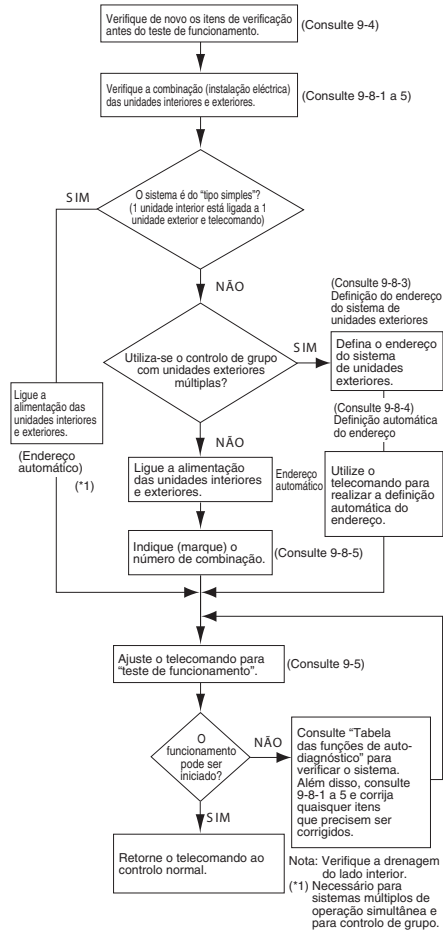 Verifique de novo os itens de verificação
antes do teste de funcionamento.
(Consulte 9-4)
Verifique a combinação (instalação eléctrica)
das unidades interiores e exteriores.
(Consulte 9-8-1 a 5)
SIM
O sistema é do “tipo simples”?
(1 unidade interior está ligada a 1
unidade exterior e telecomando)
NÃO
(Consulte 9-8-3)
Definição do endereço
do sistema de
unidades exteriores
SIM
Utiliza-se o controlo de grupo
com unidades exteriores
múltiplas?
Defina o endereço
do sistema
de unidades
exteriores.
(Consulte 9-8-4)
Definição automática
do endereço
Ligue a
alimentação das
unidades interiores
e exteriores.
(Endereço
automático)
(*1)
NÃO
Ligue a alimentação
das unidades interiores
e exteriores.
Endereço
automático
Utilize o
telecomando para
realizar a definição
automática do
endereço.
Indique (marque) o
número de combinação.
(Consulte 9-8-5)
Ajuste o telecomando para
“teste de funcionamento”.
(Consulte 9-5)
O
funcionamento
pode ser
iniciado?
NÃO
Consulte “Tabela
das funções de auto-
diagnóstico” para
verificar o sistema.
Além disso, consulte
9-8-1 a 5 e corrija
quaisquer itens
que precisem ser
corrigidos.
SIM
Retorne o telecomando ao
controlo normal.
Nota: Verifique a drenagem
do lado interior.
(*1) Necessário para
sistemas múltiplos de
operação simultânea e
para controlo de grupo.